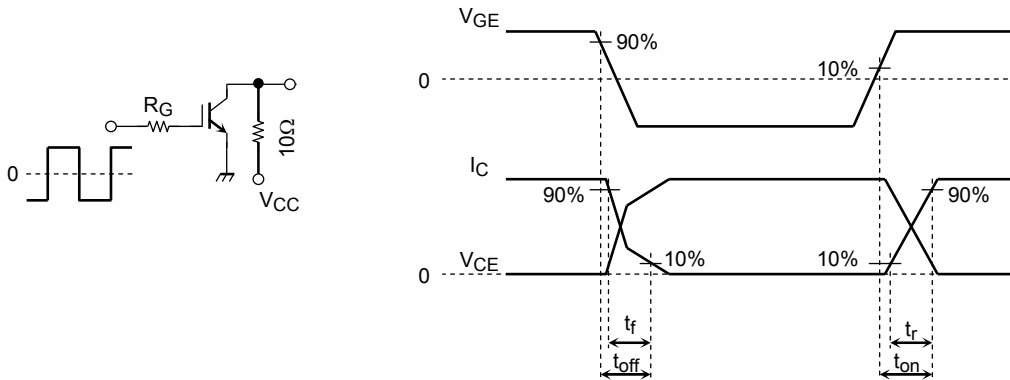 V_GE
90%
0
10%
R_G
10Ω
0
V_CC
I_C
90%
90%
V_CE
10%
10%
0
t_f
t_r
t_off
t_on